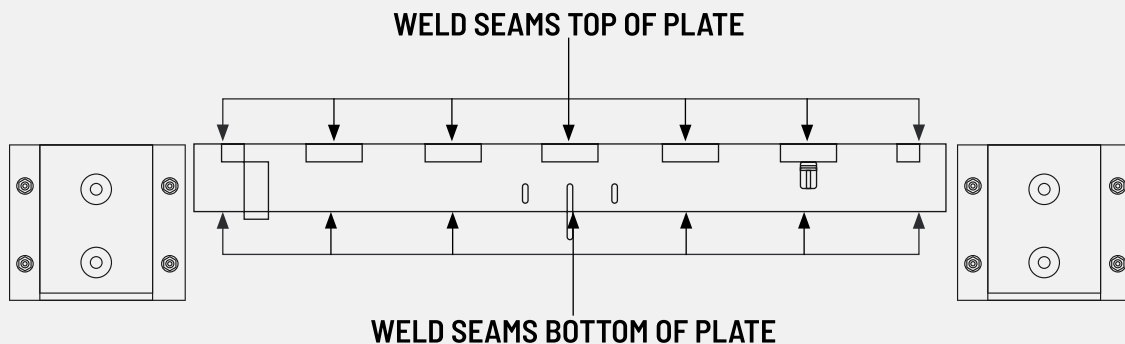 WELD SEAMS TOP OF PLATE
WELD SEAMS BOTTOM OF PLATE